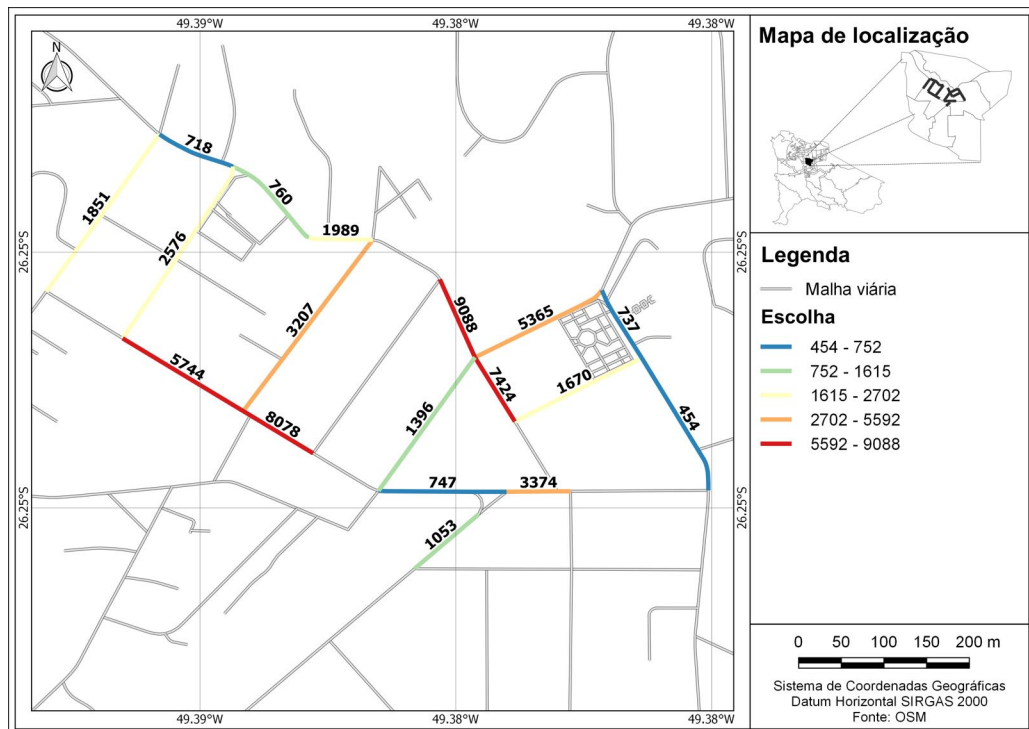 49.39°W
49.38°W
49.38°W
N
718
1851
760
2576
1989
3207
9088
5365
737
5744
8078
7424
1670
1396
454
747
3374
1053
26.25°S
26.25°S
26.25°S
26.25°S
49.39°W
49.38°W
49.38°W
Mapa de localização
Legenda
Malha viária
Escolha
454 - 752
752 - 1615
1615 - 2702
2702 - 5592
5592 - 9088
0 50 100 150 200 m
Sistema de Coordenadas Geográficas
Datum Horizontal SIRGAS 2000
Fonte: OSM